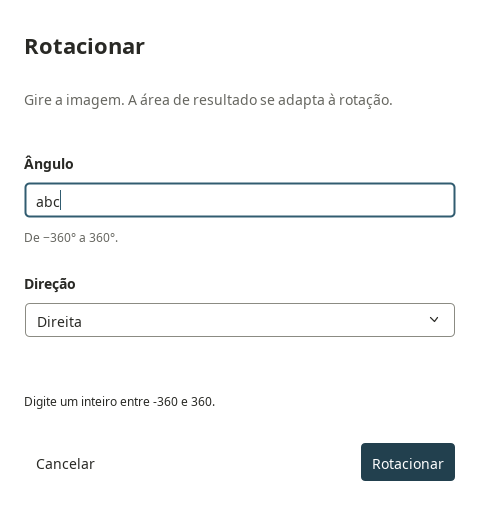 Rotacionar
Gire a imagem. A área de resultado se adapta à rotação.
Ângulo
abc
De −360° a 360°.
Direção
Direita
Digite um inteiro entre -360 e 360.
Cancelar
Rotacionar